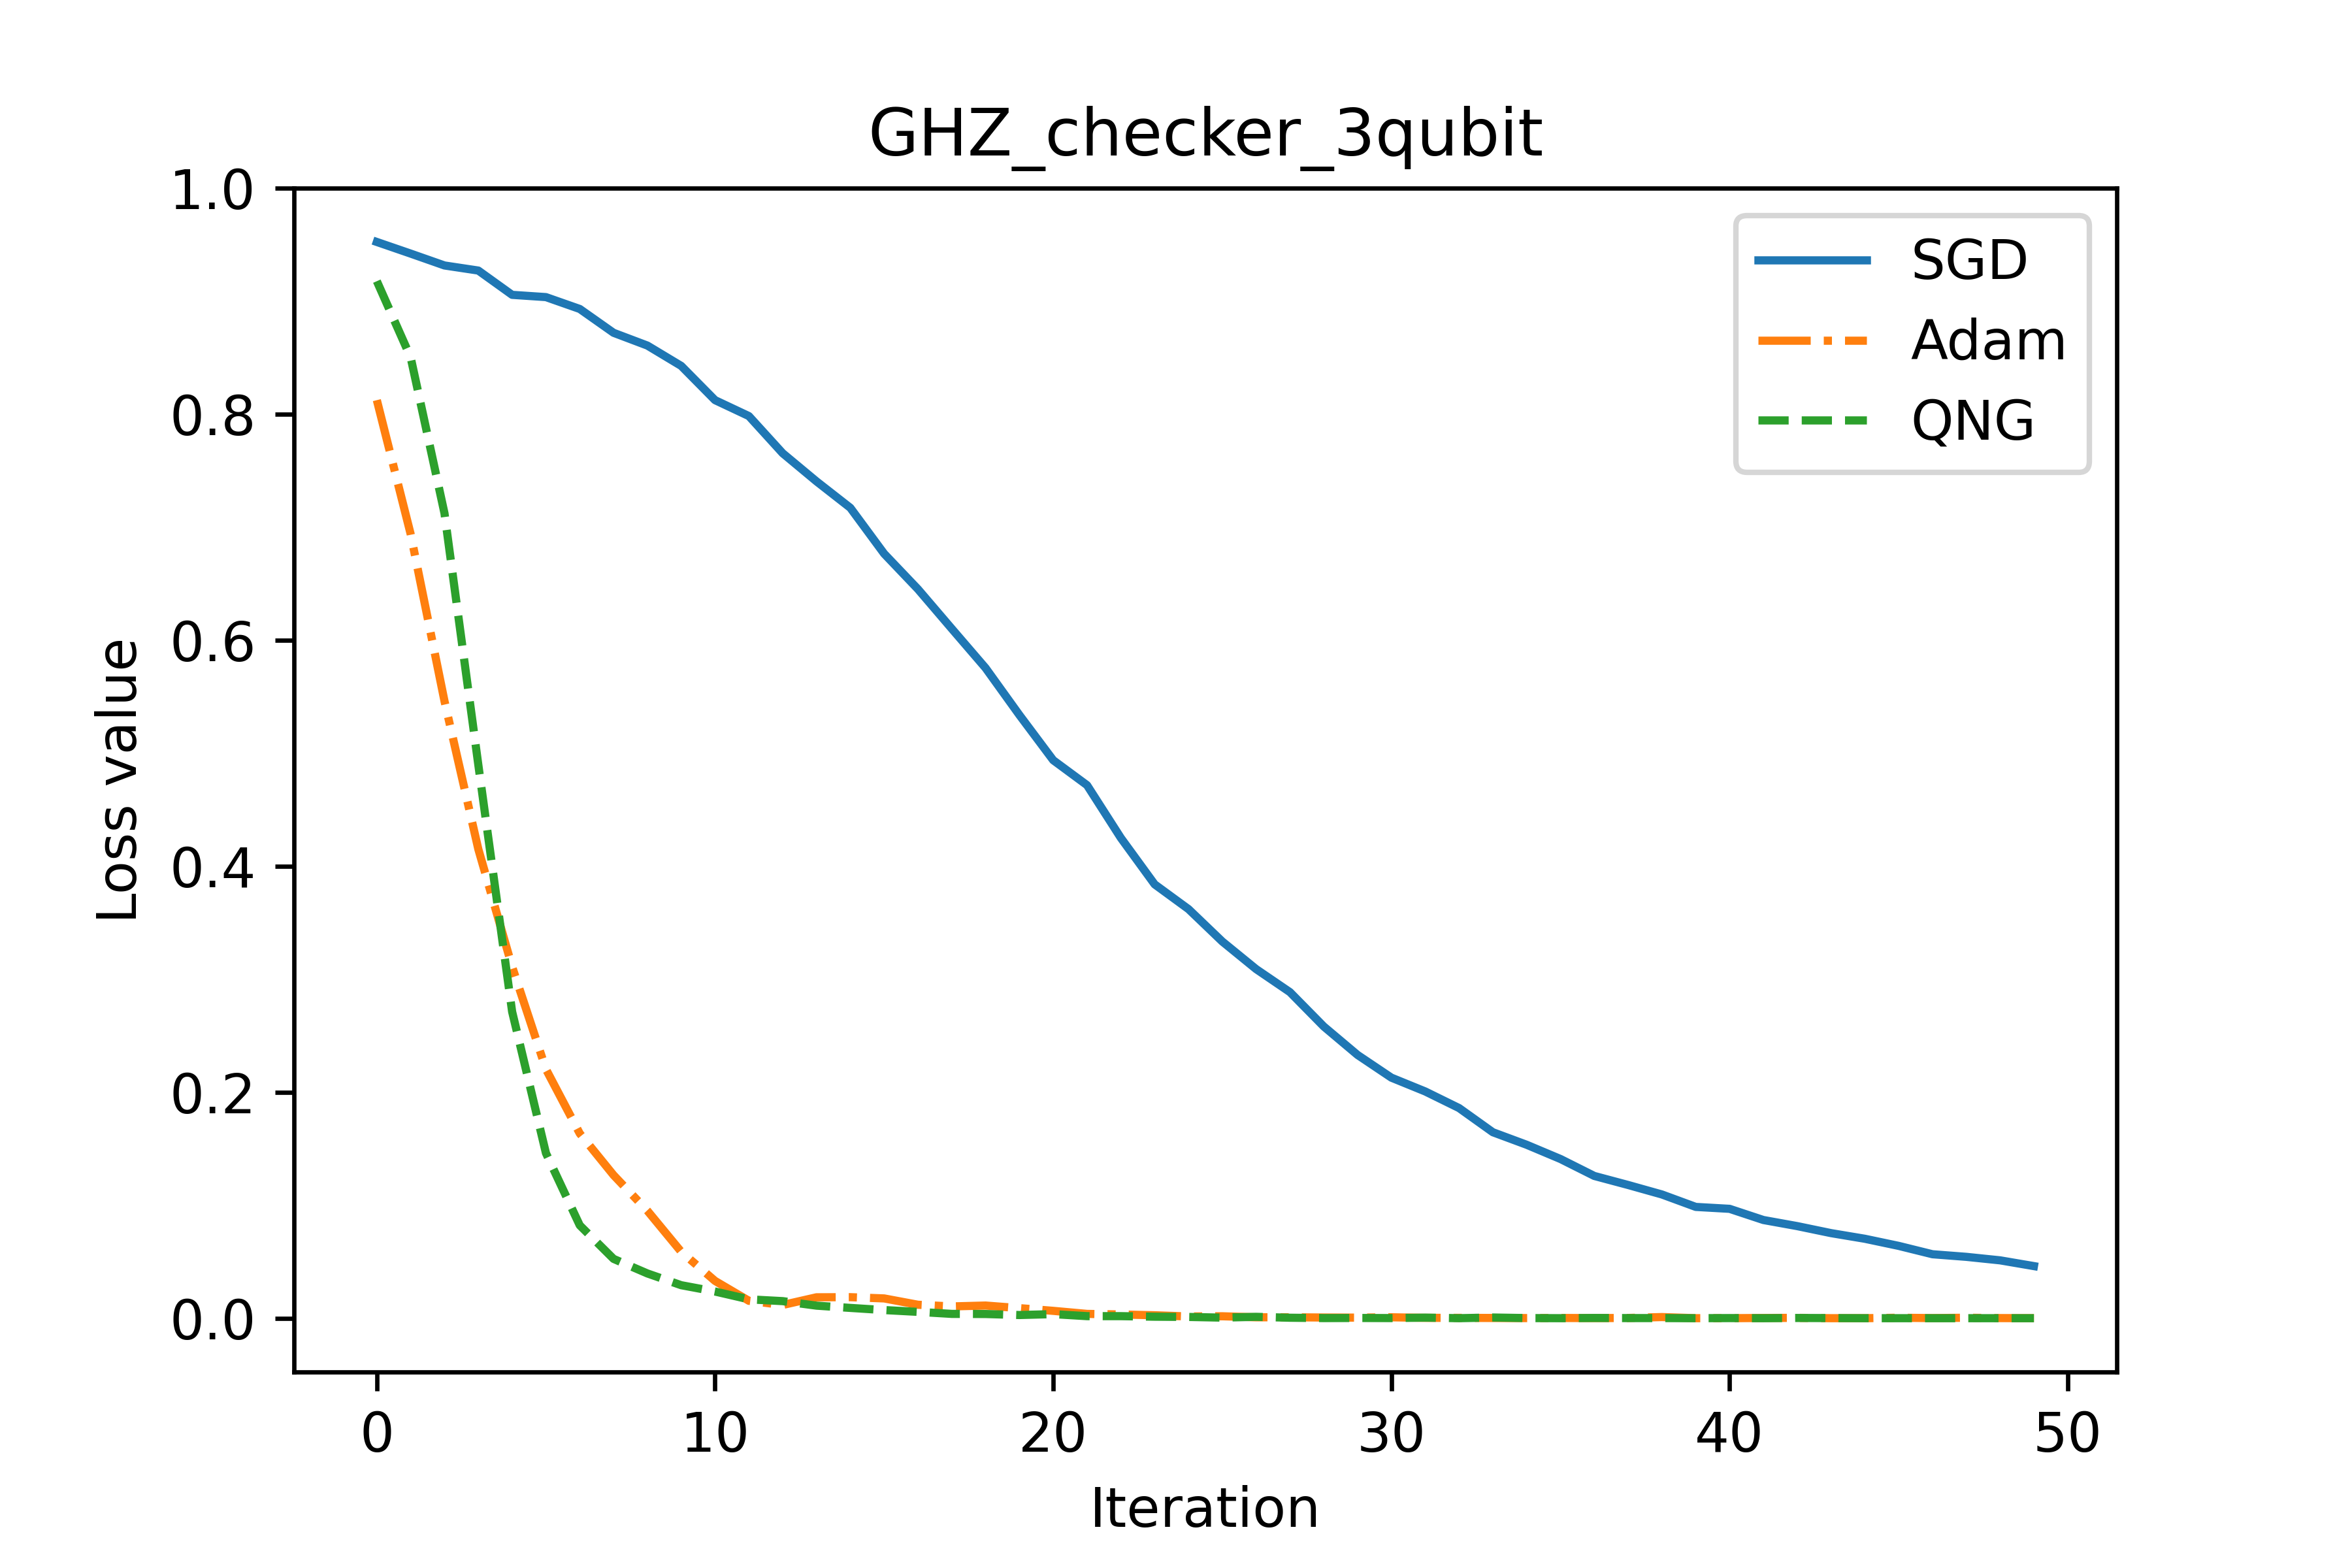 GHZ_checker_3qubit
1.0
0.8
0.6
0.4
0.2
0.0
Loss value
SGD
Adam
QNG
0 10 20 30 40 50
Iteration